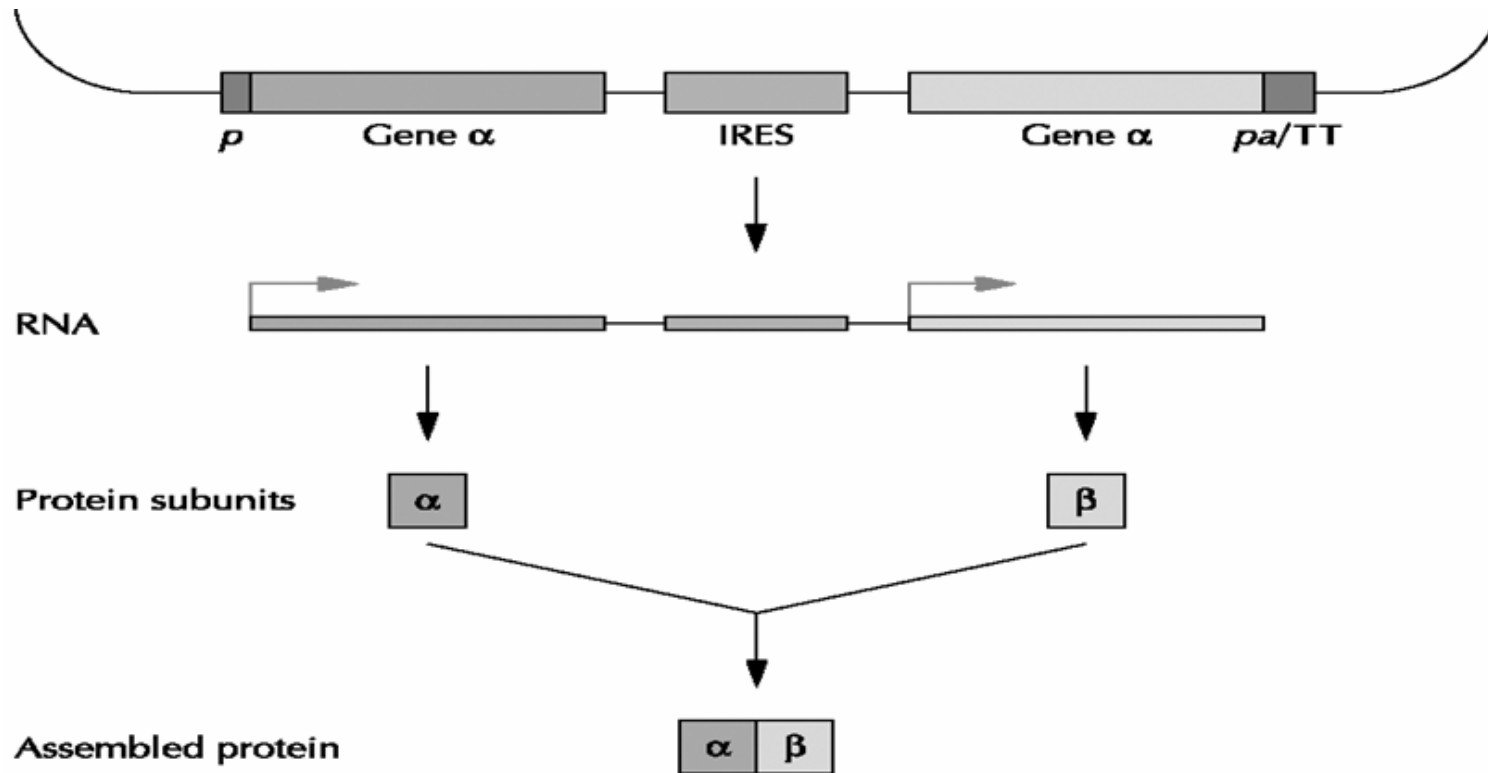 p Gene α IRES Gene α pa/TT
RNA
Protein subunits α β
Assembled protein α β